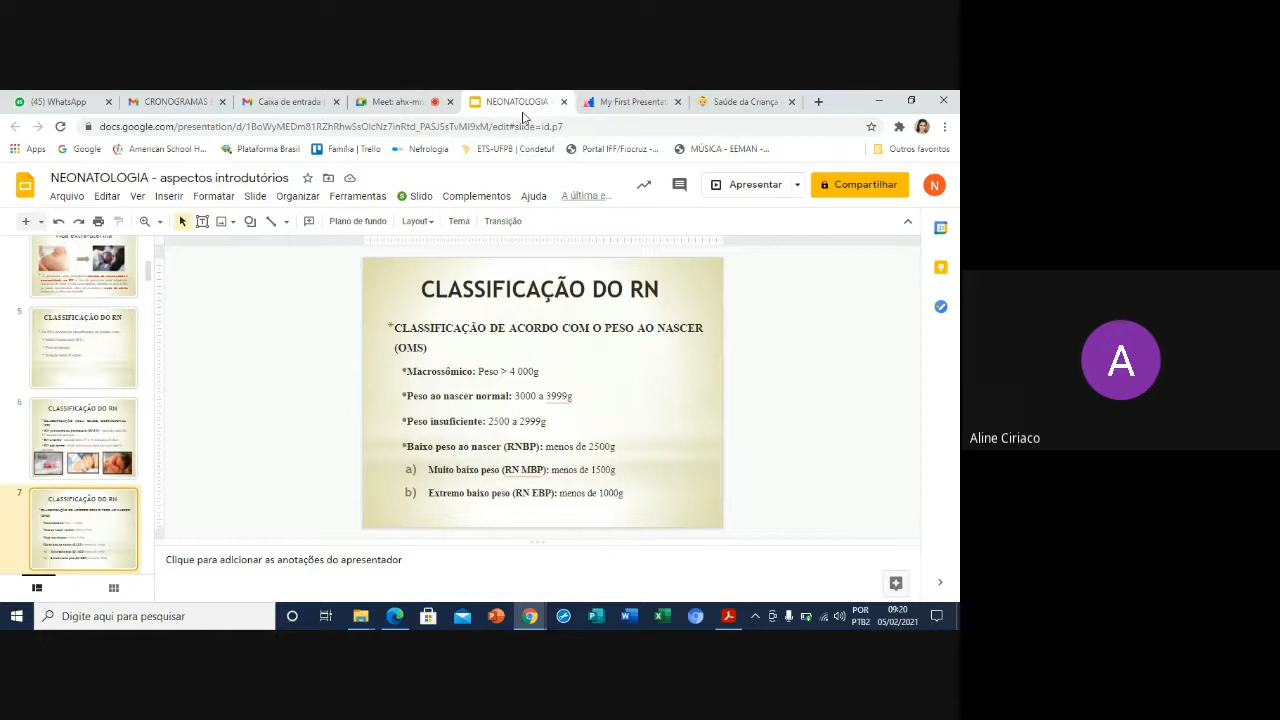 (45) WhatsApp
CRONOGRAMAS E
Caixa de entrada
Meet: ahx-m
NEONATOLOGIA -
My First Presentat
Saúde da Criança -
docs.google.com/presentation/d/1BoWyMEDm81RZhRhwSsOlcNz7inRtd_PASJ5sTvMI9xM/edit#slide=id.p7
Apps
Google
American School H...
Plataforma Brasil
Família | Trello
Nefrologia
ETS-UFPB | Condetuf
Portal IFF/Fiocruz -...
MÚSICA - EEMAN -...
Outros favoritos
NEONATOLOGIA - aspectos introdutórios
Arquivo Editar Ver Inserir Formatar Slide Organizar Ferramentas Slido Complementos Ajuda A última e...
Apresentar
Compartilhar
N
Plano de fundo Layout Tema Transição
Vida extra-uterina
5
CLASSIFICAÇÃO DO RN
6
CLASSIFICAÇÃO DO RN
7
CLASSIFICAÇÃO DO RN
CLASSIFICAÇÃO DO RN
*CLASSIFICAÇÃO DE ACORDO COM O PESO AO NASCER
(OMS)
*Macrossômico: Peso > 4 000g
*Peso ao nascer normal: 3000 a 3999g
*Peso insuficiente: 2500 a 2999g
*Baixo peso ao nascer (RNBP): menos de 2500g
a) Muito baixo peso (RN MBP): menos de 1500g
b) Extremo baixo peso (RN EBP): menos de 1000g
Clique para adicionar as anotações do apresentador
Digite aqui para pesquisar
POR
PTB2
09:20
05/02/2021
A
Aline Ciriaco